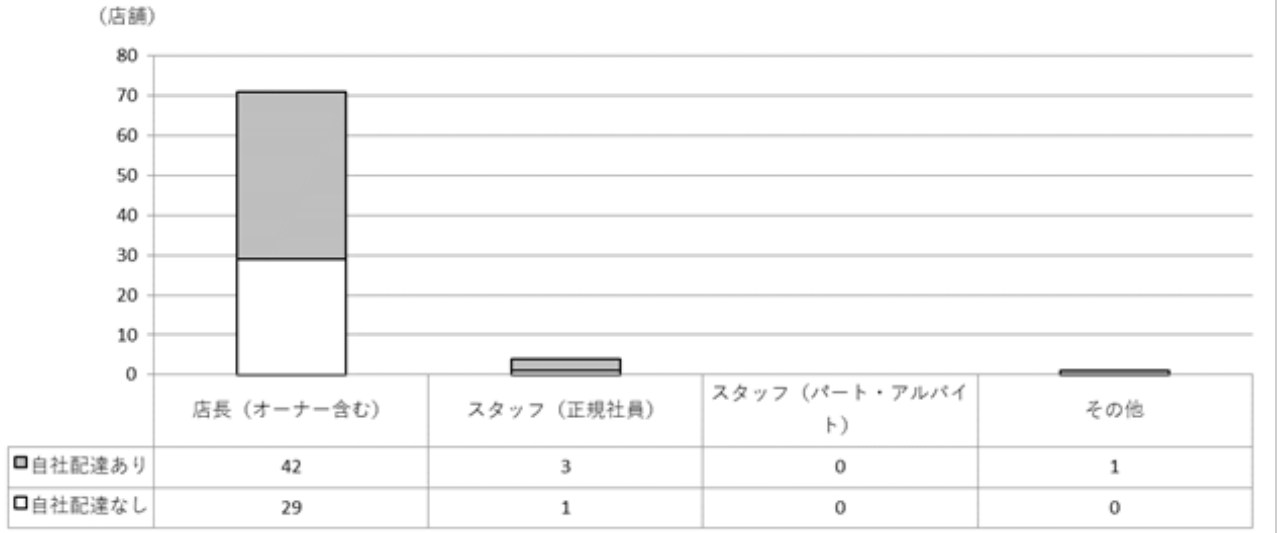 （店舗）
80
70
60
50
40
30
20
10
0
店長（オーナー含む） スタッフ（正規社員） スタッフ（パート・アルバイ
ト） その他
自社配達あり 42 3 0 1
自社配達なし 29 1 0 0